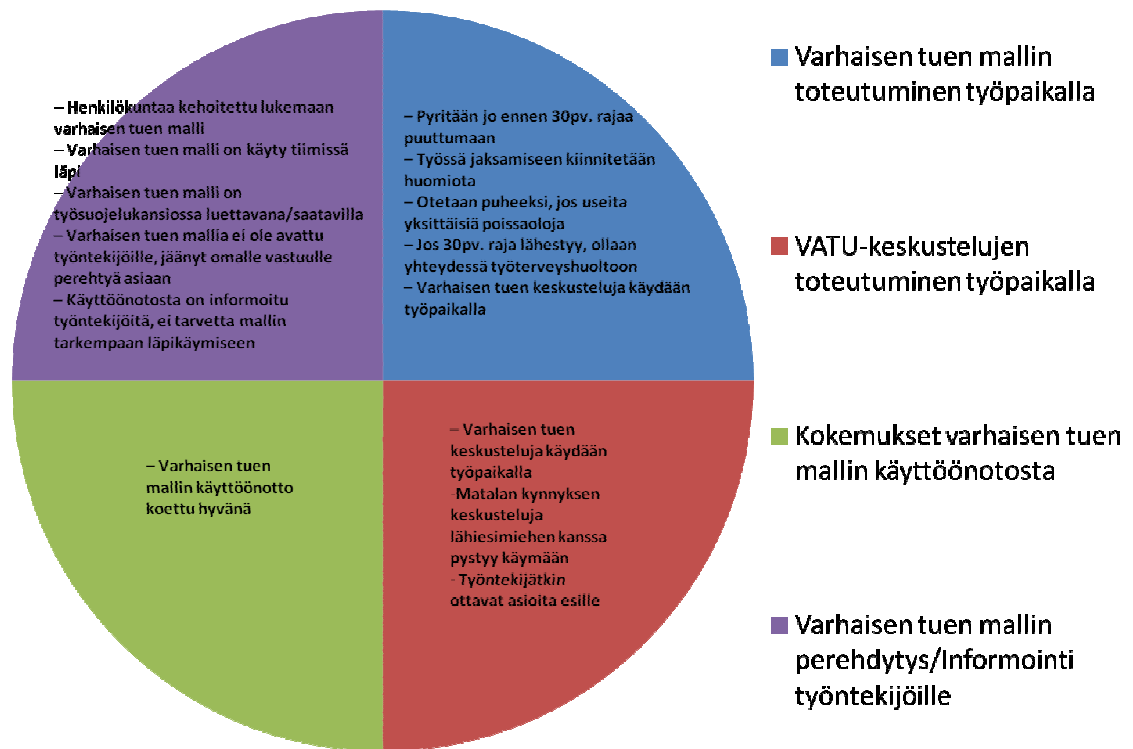 – Henkilökuntaa kehoitettu lukemaan
varhaisen tuen malli
– Varhaisen tuen malli on käyty tiimissä
läpi
– Varhaisen tuen malli on
työsuojelukansiossa luettavana/saatavilla
– Varhaisen tuen mallia ei ole avattu
työntekijöille, jäänyt omalle vastuulle
perehtyä asiaan
– Käyttöönotosta on informoitu
työntekijöitä, ei tarvetta mallin
tarkempaan läpikäymiseen
– Pyritään jo ennen 30pv. rajaa
puuttumaan
– Työssä jaksamiseen kiinnitetään
huomiota
– Otetaan puheeksi, jos useita
yksittäisiä poissaoloja
– Jos 30pv. raja lähestyy, ollaan
yhteydessä työterveyshuoltoon
– Varhaisen tuen keskusteluja käydään
työpaikalla
– Varhaisen tuen
mallin käyttöönotto
koettu hyvänä
– Varhaisen tuen
keskusteluja käydään
työpaikalla
-Matalan kynnyksen
keskusteluja
lähiesimiehen kanssa
pystyy käymään
- Työntekijätkin
ottavat asioita esille
Varhaisen tuen mallin
toteutuminen työpaikalla
VATU-keskustelujen
toteutuminen työpaikalla
Kokemukset varhaisen tuen
mallin käyttöönotosta
Varhaisen tuen mallin
perehdytys/Informointi
työntekijöille